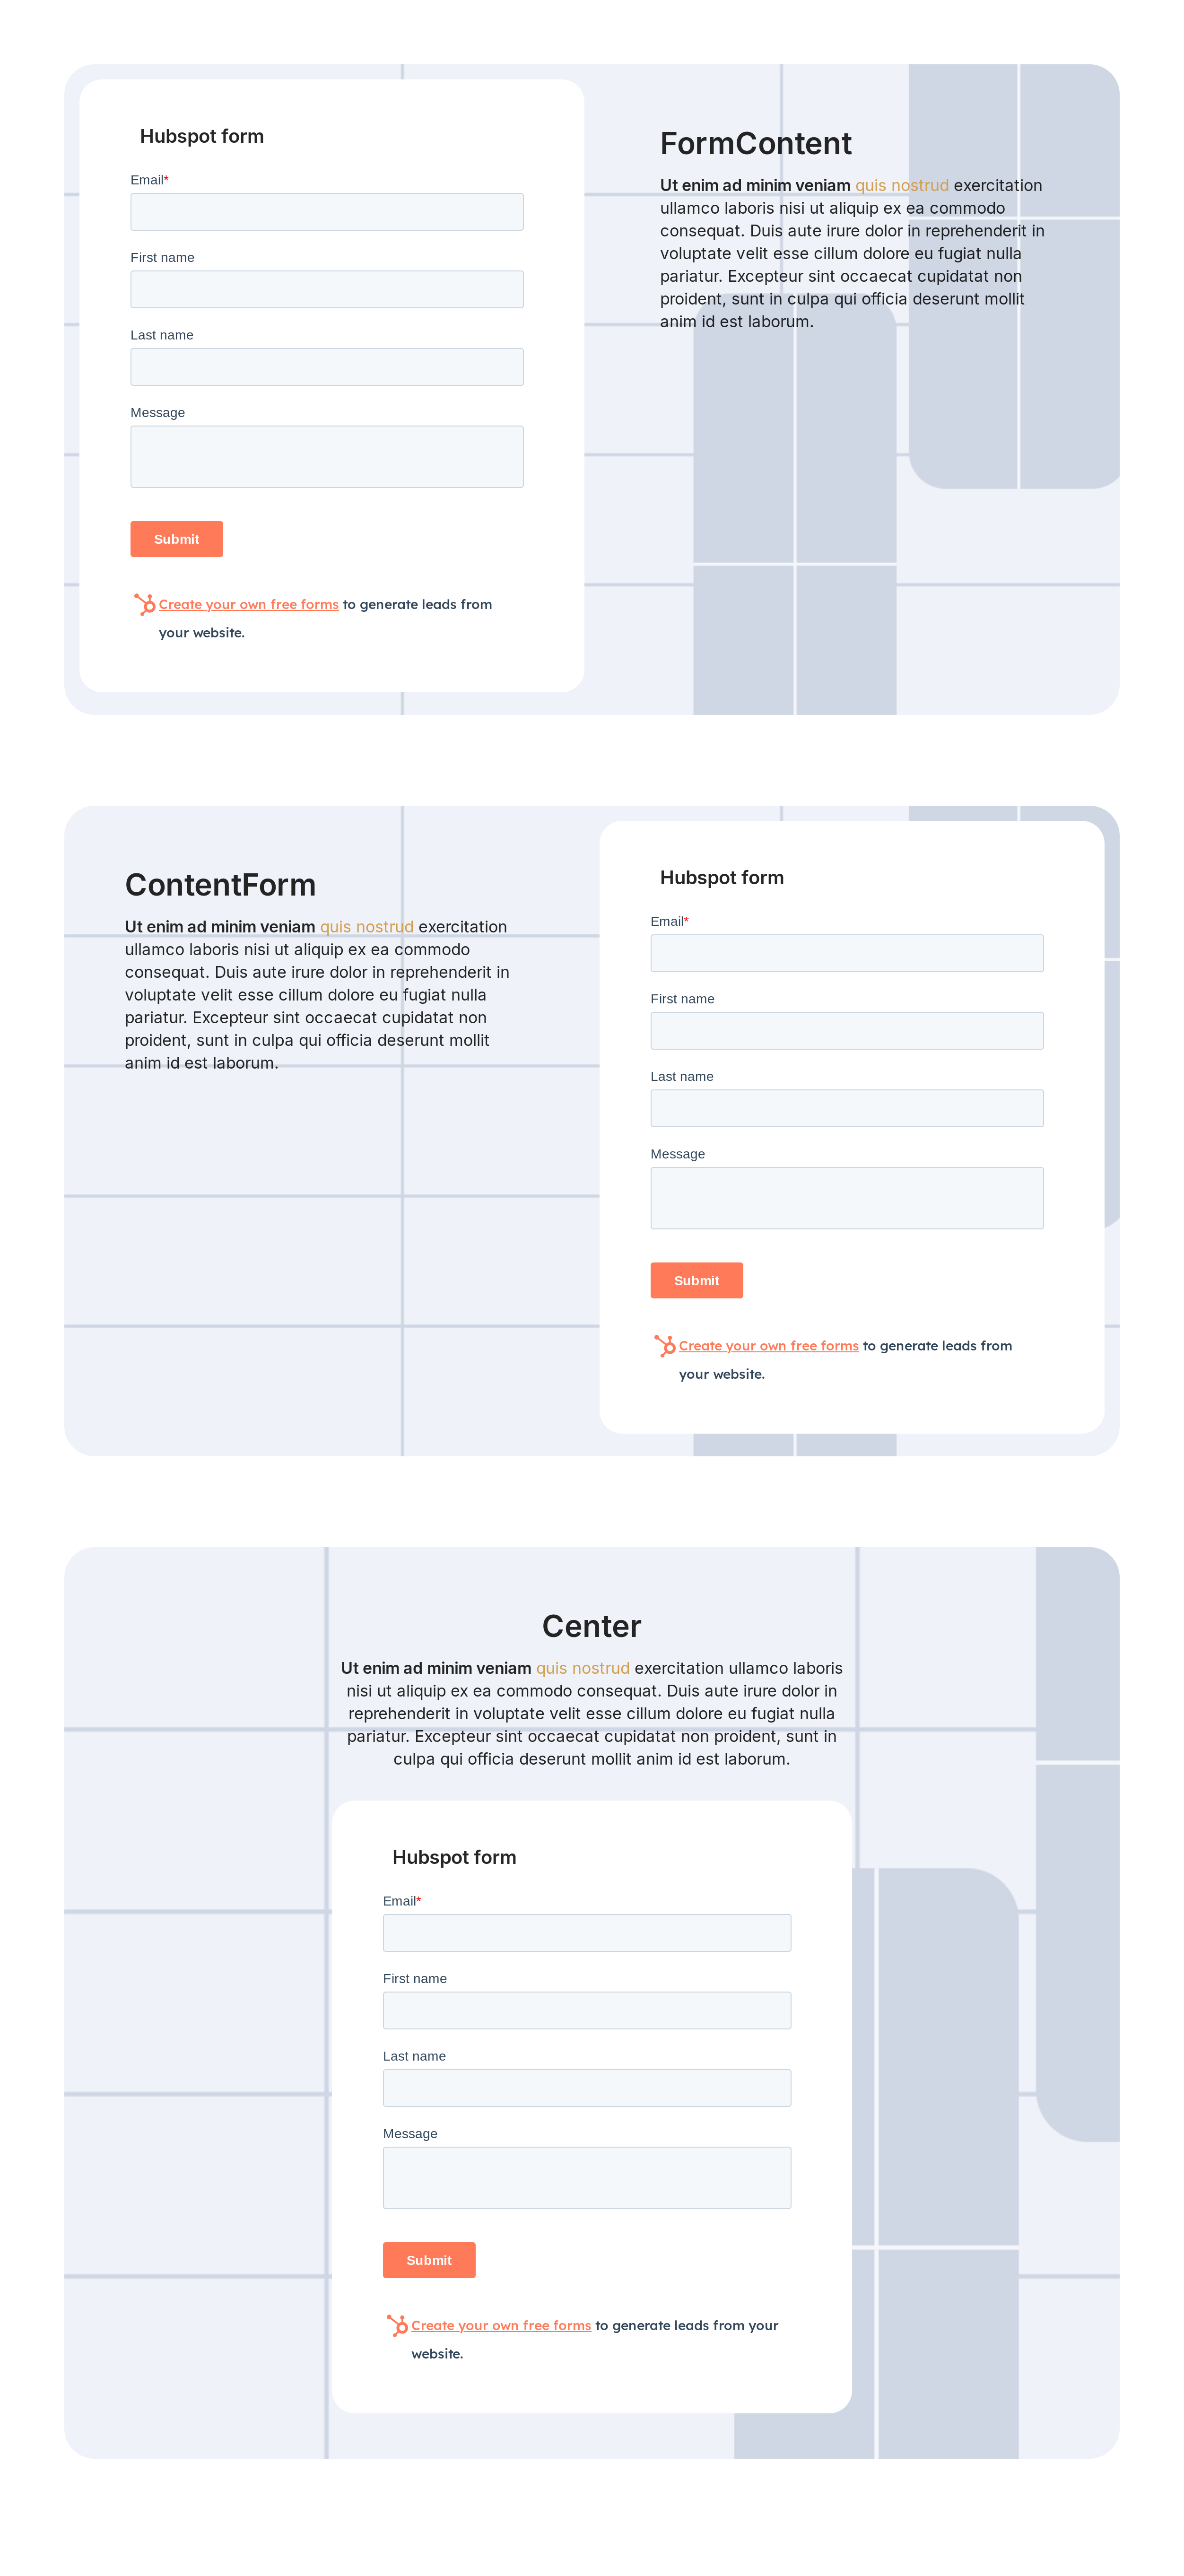 Hubspot form
Email*
First name
Last name
Message
Submit
Create your own free forms to generate leads from
your website.
FormContent
Ut enim ad minim veniam quis nostrud exercitation
ullamco laboris nisi ut aliquip ex ea commodo
consequat. Duis aute irure dolor in reprehenderit in
voluptate velit esse cillum dolore eu fugiat nulla
pariatur. Excepteur sint occaecat cupidatat non
proident, sunt in culpa qui officia deserunt mollit
anim id est laborum.
ContentForm
Ut enim ad minim veniam quis nostrud exercitation
ullamco laboris nisi ut aliquip ex ea commodo
consequat. Duis aute irure dolor in reprehenderit in
voluptate velit esse cillum dolore eu fugiat nulla
pariatur. Excepteur sint occaecat cupidatat non
proident, sunt in culpa qui officia deserunt mollit
anim id est laborum.
Hubspot form
Email*
First name
Last name
Message
Submit
Create your own free forms to generate leads from
your website.
Center
Ut enim ad minim veniam quis nostrud exercitation ullamco laboris
nisi ut aliquip ex ea commodo consequat. Duis aute irure dolor in
reprehenderit in voluptate velit esse cillum dolore eu fugiat nulla
pariatur. Excepteur sint occaecat cupidatat non proident, sunt in
culpa qui officia deserunt mollit anim id est laborum.
Hubspot form
Email*
First name
Last name
Message
Submit
Create your own free forms to generate leads from your
website.